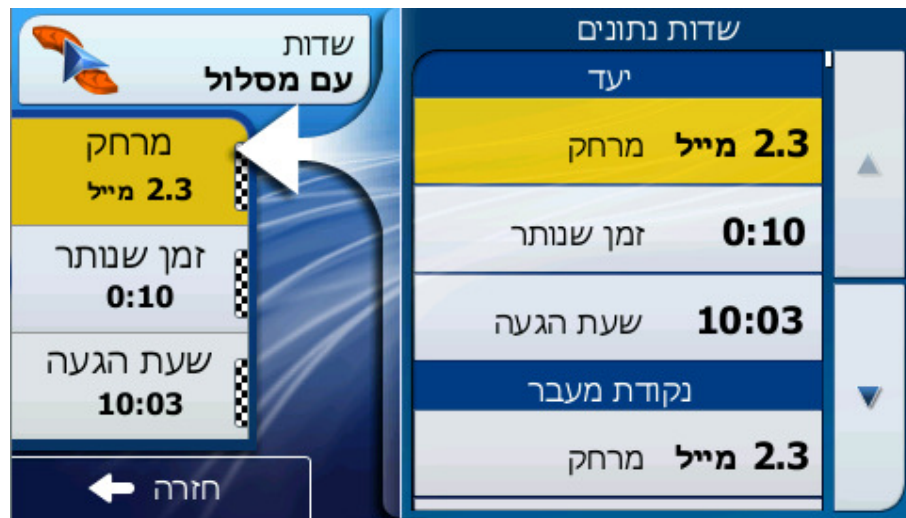 שדות
עם מסלול
מרחק
2.3 מייל
זמן שנותר
0:10
שעת הגעה
10:03
חזרה
שדות נתונים
יעד
2.3 מייל מרחק
0:10 זמן שנותר
10:03 שעת הגעה
נקודת מעבר
2.3 מייל מרחק